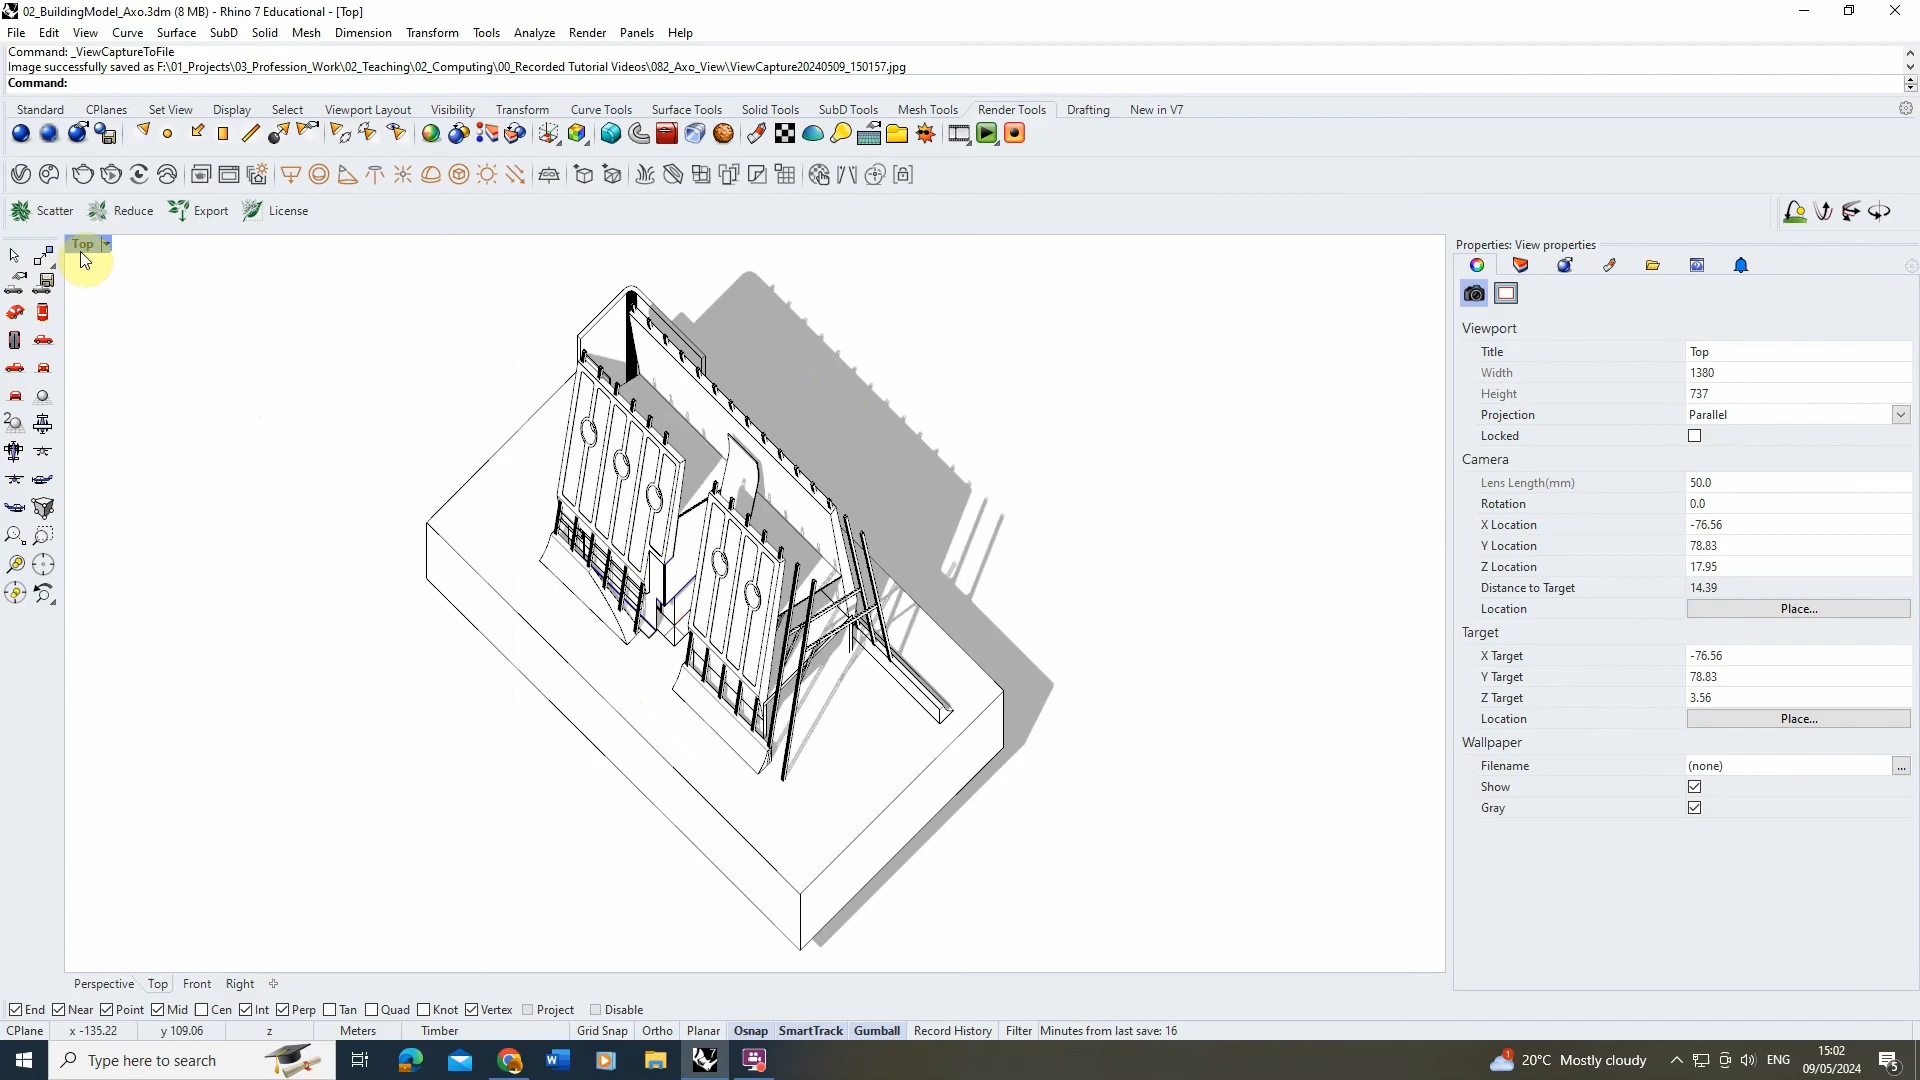 02_BuildingModel_Axo.3dm (8 MB) - Rhino 7 Educational - [Top]
File Edit View Curve Surface SubD Solid Mesh Dimension Transform Tools Analyze Render Panels Help
Command: _ViewCaptureToFile
Image successfully saved as F:\01_Projects\03_Profession_Work\02_Teaching\02_Computing\00_Recorded Tutorial Videos\082_Axo_View\ViewCapture20240509_150157.jpg
Command:
Standard CPlanes Set View Display Select Viewport Layout Visibility Transform Curve Tools Surface Tools Solid Tools SubD Tools Mesh Tools Render Tools Drafting New in V7
Scatter Reduce Export License
Top
Properties: View properties
Viewport
Title Top
Width 1380
Height 737
Projection Parallel
Locked
Camera
Lens Length(mm) 50.0
Rotation 0.0
X Location -76.56
Y Location 78.83
Z Location 17.95
Distance to Target 14.39
Location Place...
Target
X Target -76.56
Y Target 78.83
Z Target 3.56
Location Place...
Wallpaper
Filename (none) ...
Show
Gray
Perspective Top Front Right
End Near Point Mid Cen Int Perp Tan Quad Knot Vertex Project Disable
CPlane x -135.22 y 109.06 z Meters Timber Grid Snap Ortho Planar Osnap SmartTrack Gumball Record History Filter Minutes from last save: 16
Type here to search 1 20°C Mostly cloudy ENG 15:02
09/05/2024 5